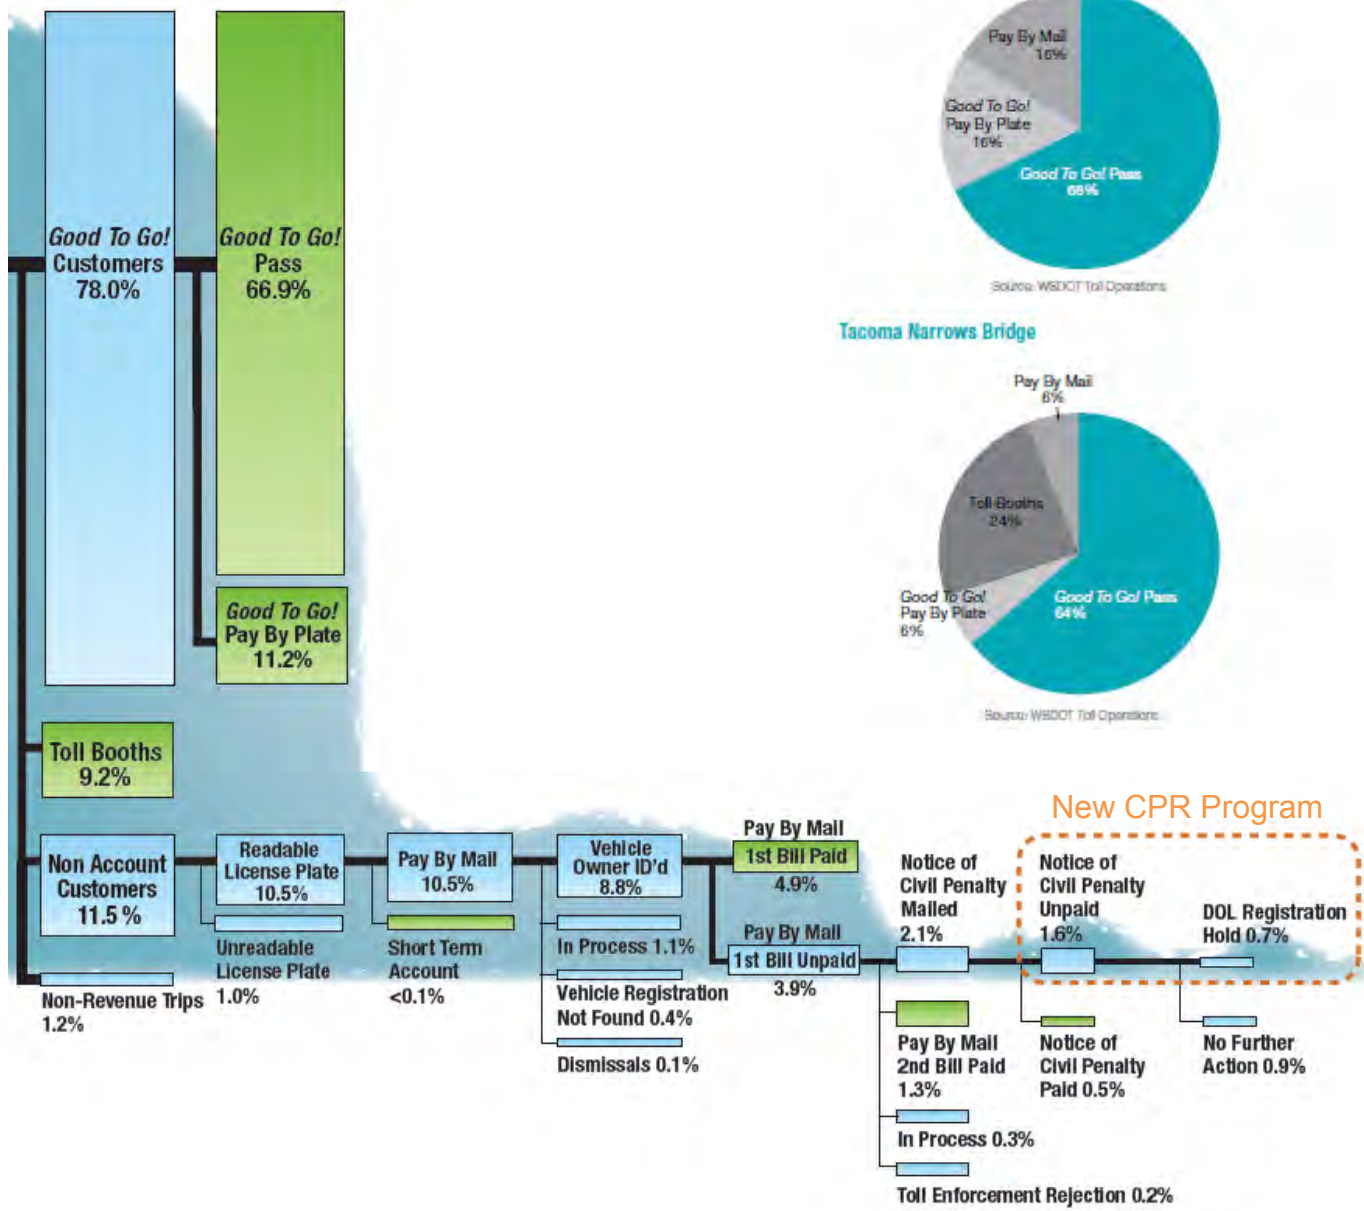 Good To Go!
Customers
78.0%
Good To Go!
Pass
66.9%
Good To Go!
Pay By Plate
11.2%
Toll Booths
9.2%
Non Account
Customers
11.5 %
Non-Revenue Trips
1.2%
Readable
License Plate
10.5%
Unreadable
License Plate
1.0%
Pay By Mail
10.5%
Short Term
Account
<0.1%
Vehicle
Owner ID'd
8.8%
In Process 1.1%
Vehicle Registration
Not Found 0.4%
Dismissals 0.1%
Pay By Mail
1st Bill Paid
4.9%
Pay By Mail
1st Bill Unpaid
3.9%
Notice of
Civil Penalty
Mailed
2.1%
Pay By Mail
2nd Bill Paid
1.3%
In Process 0.3%
Toll Enforcement Rejection 0.2%
New CPR Program
Notice of
Civil Penalty
Unpaid
1.6%
Notice of
Civil Penalty
Paid 0.5%
DOL Registration
Hold 0.7%
No Further
Action 0.9%
Pay By Mail
16%
Good To Go!
Pay By Plate
16%
Good To Go! Pass
68%
Source: WSDOT Toll Operations
Tacoma Narrows Bridge
Pay By Mail
6%
Toll Booths
24%
Good To Go!
Pay By Plate
6%
Good To Go! Pass
64%
Source: WSDOT Toll Operations